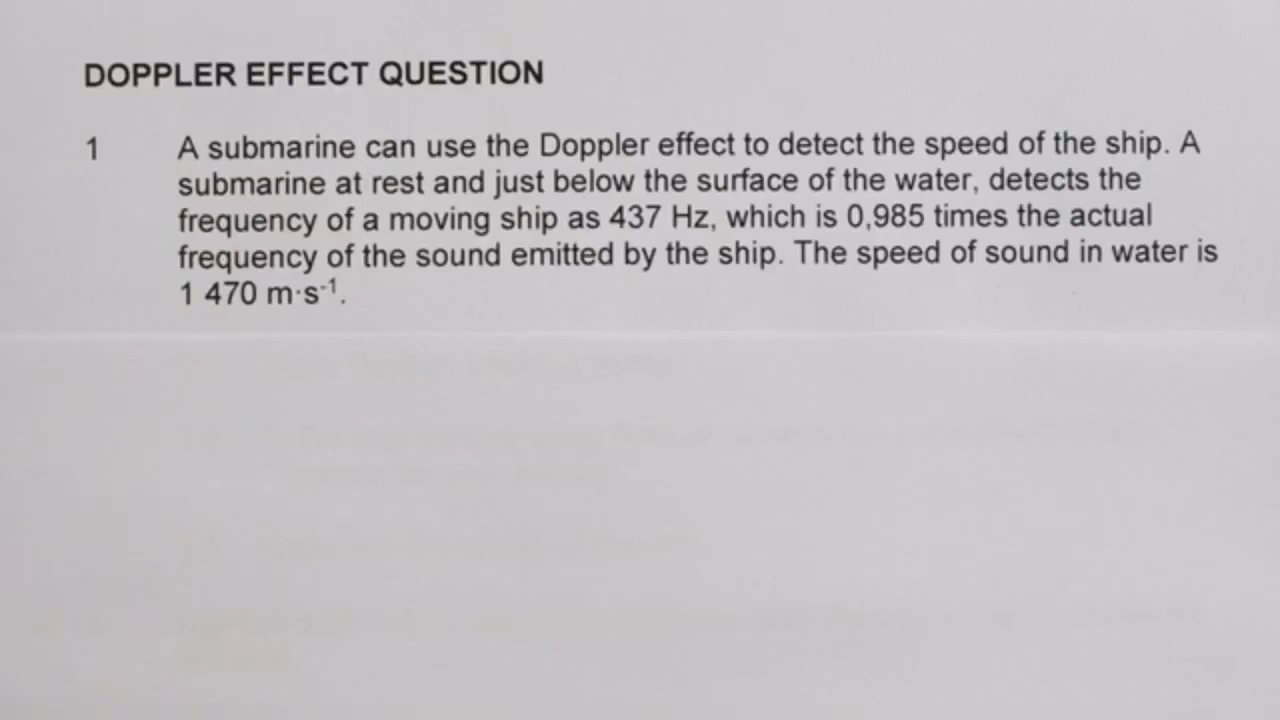 DOPPLER EFFECT QUESTION
1 A submarine can use the Doppler effect to detect the speed of the ship. A
submarine at rest and just below the surface of the water, detects the
frequency of a moving ship as 437 Hz, which is 0,985 times the actual
frequency of the sound emitted by the ship. The speed of sound in water is
1 470 m·s⁻¹.